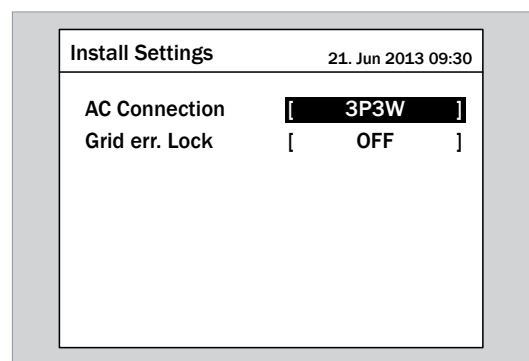 Install Settings 21. Jun 2013 09:30
AC Connection [ 3P3W ]
Grid err. Lock [ OFF ]